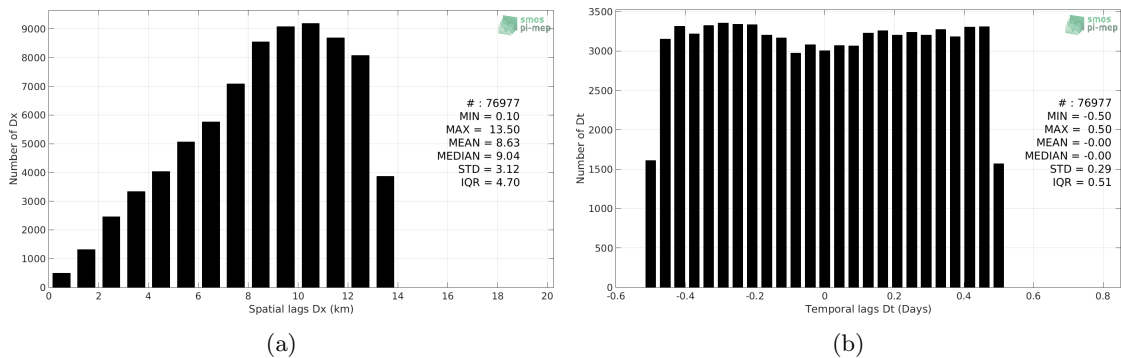 smos
pi-mep
9000
8000
7000
6000
5000
4000
3000
2000
1000
0
Number of Dx
# : 76977
MIN = 0.10
MAX = 13.50
MEAN = 8.63
MEDIAN = 9.04
STD = 3.12
IQR = 4.70
0 2 4 6 8 10 12 14 16 18 20
Spatial lags Dx (km)
(a)
smos
pi-mep
3500
3000
2500
2000
1500
1000
500
0
Number of Dt
# : 76977
MIN = -0.50
MAX = 0.50
MEAN = -0.00
MEDIAN = -0.00
STD = 0.29
IQR = 0.51
-0.6 -0.4 -0.2 0 0.2 0.4 0.6 0.8
Temporal lags Dt (Days)
(b)